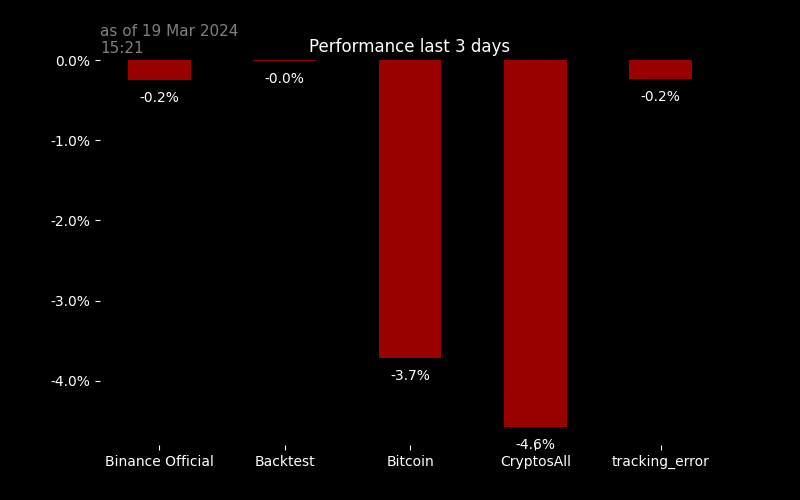 as of 19 Mar 2024
15:21
Performance last 3 days
0.0%
-1.0%
-2.0%
-3.0%
-4.0%
-0.2%
-0.0%
-3.7%
-4.6%
-0.2%
Binance Official
Backtest
Bitcoin
CryptosAll
tracking_error